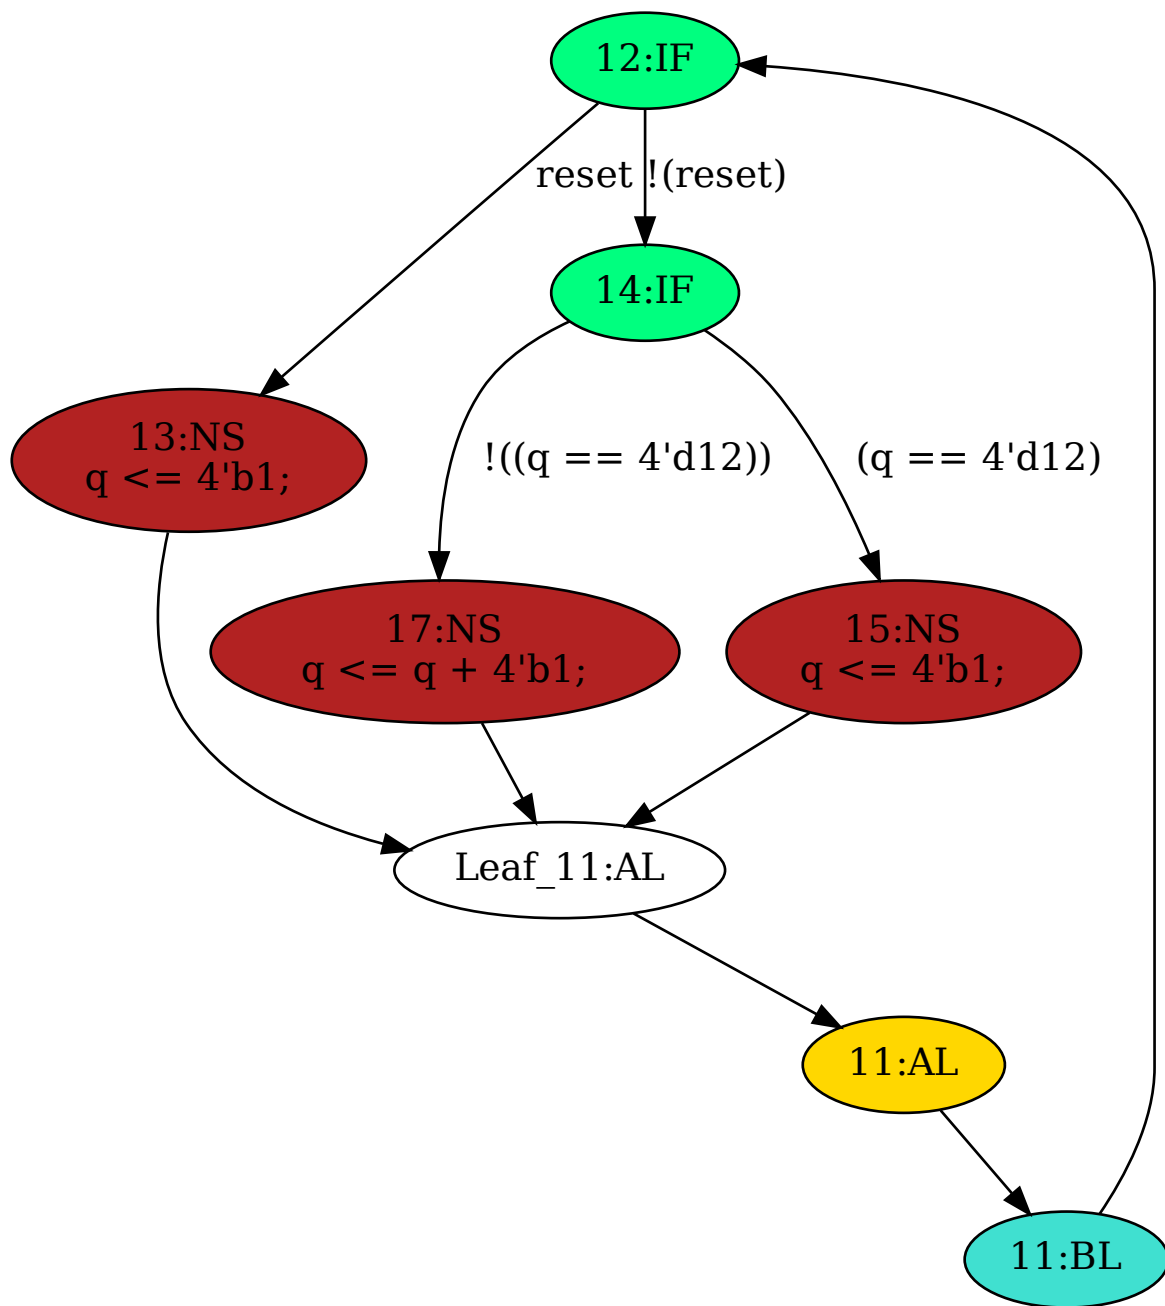 12:IF
reset
!(reset)
14:IF
13:NS
q <= 4'b1;
!((q == 4'd12))
(q == 4'd12)
17:NS
q <= q + 4'b1;
15:NS
q <= 4'b1;
Leaf_11:AL
11:AL
11:BL